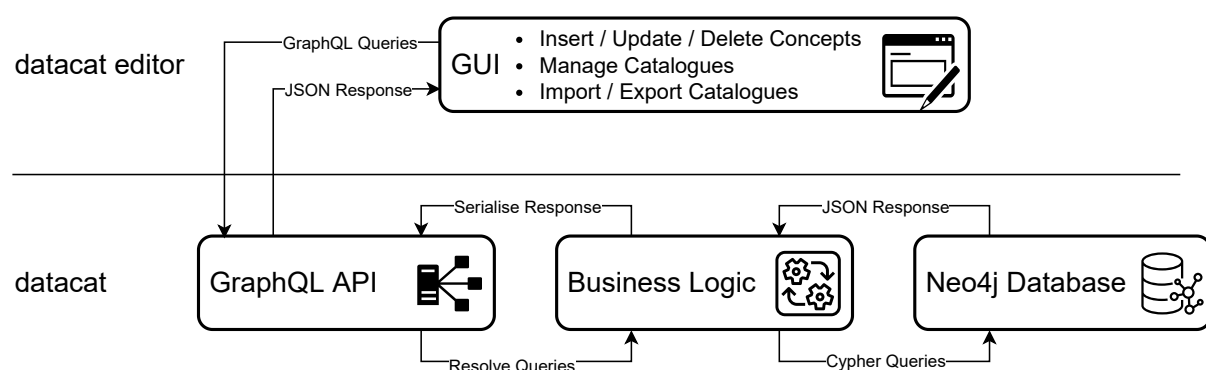 datacat editor
GraphQL Queries
JSON Response
GUI
• Insert / Update / Delete Concepts
• Manage Catalogues
• Import / Export Catalogues
datacat
Serialise Response
JSON Response
GraphQL API
Business Logic
Neo4j Database
Resolve Queries
Cypher Queries